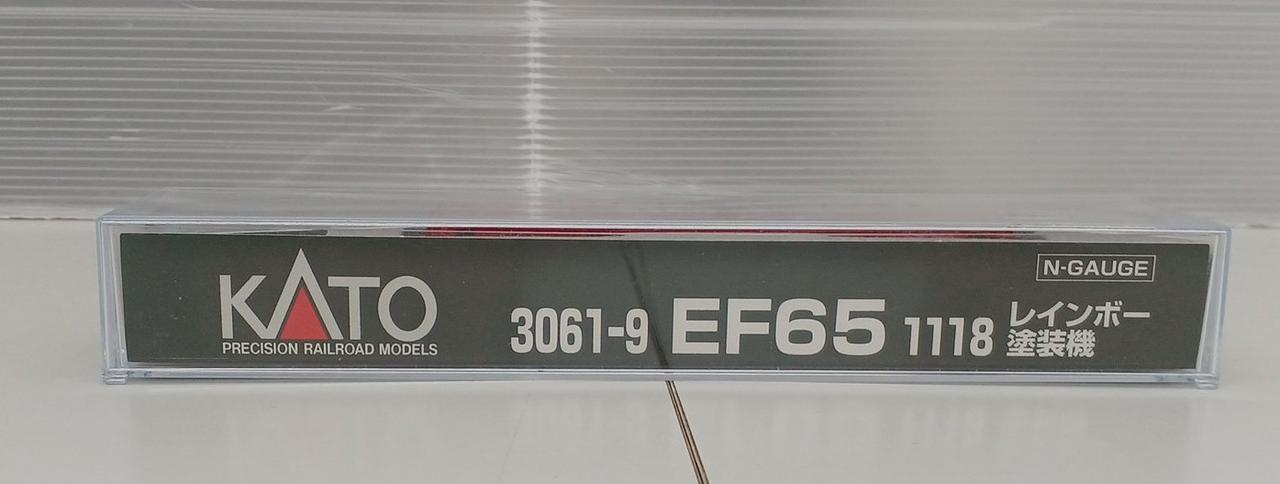 KATO
PRECISION RAILROAD MODELS
N-GAUGE
3061-9 EF65 1118 レインボー
塗装機